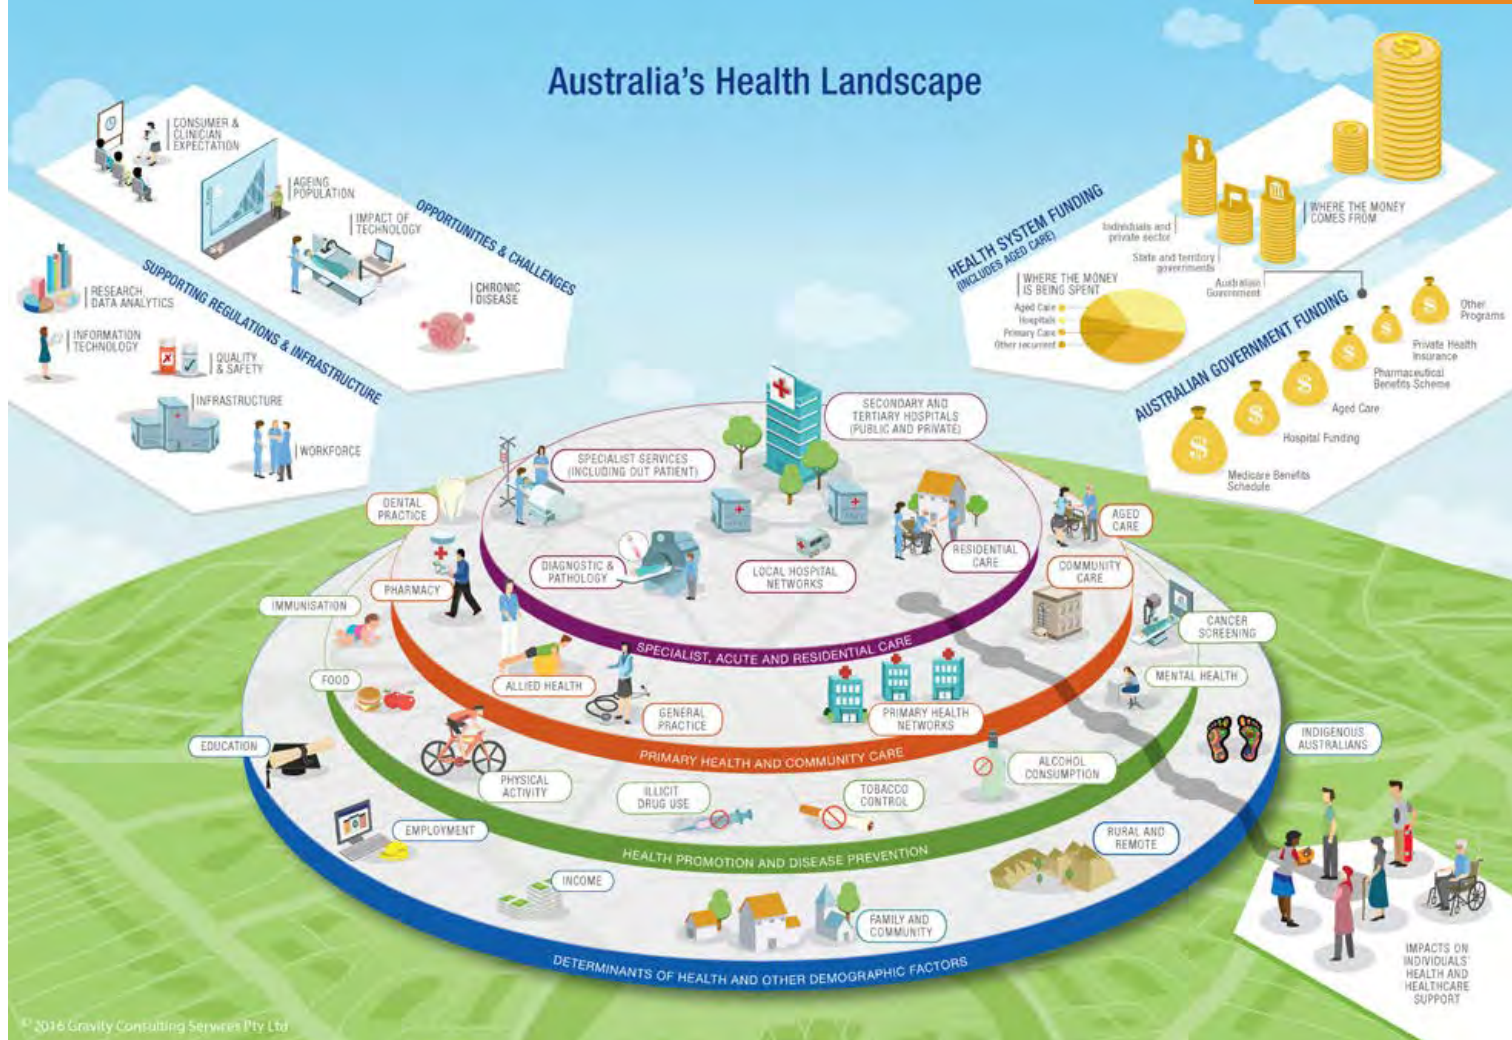 Australia's Health Landscape
CONSUMER &
CLINICIAN
EXPECTATION
AGEING
POPULATION
IMPACT OF
TECHNOLOGY
CHRONIC
DISEASE
OPPORTUNITIES & CHALLENGES
RESEARCH,
DATA ANALYTICS
INFORMATION
TECHNOLOGY
QUALITY
& SAFETY
INFRASTRUCTURE
WORKFORCE
SUPPORTING REGULATIONS & INFRASTRUCTURE
HEALTH SYSTEM FUNDING
(INCLUDES AGED CARE)
WHERE THE MONEY
COMES FROM
Individuals and
private sector
State and territory
governments
Australian
Government
WHERE THE MONEY
IS BEING SPENT
Aged Care
Hospitals
Primary Care
Other recurrent
AUSTRALIAN GOVERNMENT FUNDING
Other
Programs
Private Health
Insurance
Pharmaceutical
Benefits Scheme
Aged Care
Hospital Funding
Medicare Benefits
Schedule
SECONDARY AND
TERTIARY HOSPITALS
(PUBLIC AND PRIVATE)
SPECIALIST SERVICES
(INCLUDING OUT PATIENT)
DIAGNOSTIC &
PATHOLOGY
LOCAL HOSPITAL
NETWORKS
RESIDENTIAL
CARE
SPECIALIST, ACUTE AND RESIDENTIAL CARE
DENTAL
PRACTICE
PHARMACY
ALLIED HEALTH
GENERAL
PRACTICE
PRIMARY HEALTH
NETWORKS
COMMUNITY
CARE
AGED
CARE
PRIMARY HEALTH AND COMMUNITY CARE
IMMUNISATION
FOOD
PHYSICAL
ACTIVITY
ILLICIT
DRUG USE
TOBACCO
CONTROL
ALCOHOL
CONSUMPTION
MENTAL HEALTH
CANCER
SCREENING
HEALTH PROMOTION AND DISEASE PREVENTION
EDUCATION
EMPLOYMENT
INCOME
FAMILY AND
COMMUNITY
RURAL AND
REMOTE
INDIGENOUS
AUSTRALIANS
DETERMINANTS OF HEALTH AND OTHER DEMOGRAPHIC FACTORS
IMPACTS ON
INDIVIDUALS'
HEALTH AND
HEALTHCARE
SUPPORT
© 2016 Gravity Consulting Services Pty Ltd